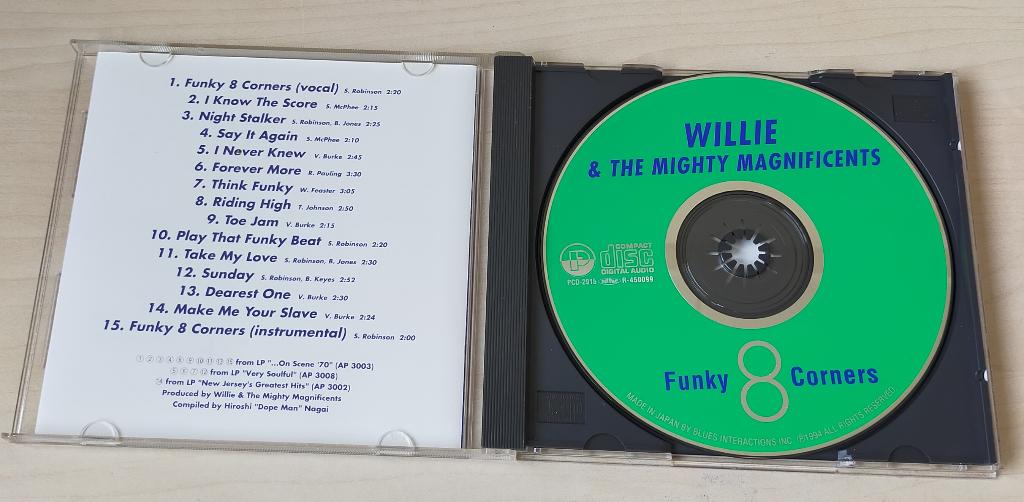 1. Funky 8 Corners (vocal) S. Robinson 2:20
2. I Know The Score S. McPhee 2:15
3. Night Stalker S. Robinson, B. Jones 2:25
4. Say It Again S. McPhee 2:10
5. I Never Knew V. Burke 2:45
6. Forever More R. Pauling 3:30
7. Think Funky W. Feaster 3:05
8. Riding High T. Johnson 2:50
9. Toe Jam V. Burke 2:15
10. Play That Funky Beat S. Robinson 2:20
11. Take My Love S. Robinson, B. Jones 2:30
12. Sunday S. Robinson, B. Keyes 2:52
13. Dearest One V. Burke 2:30
14. Make Me Your Slave V. Burke 2:24
15. Funky 8 Corners (instrumental) S. Robinson 2:00
from LP "...On Scene '70" (AP 3003)
from LP "Very Soulful" (AP 3008)
⑭ from LP "New Jersey's Greatest Hits" (AP 3002)
Produced by Willie & The Mighty Magnificents
Compiled by Hiroshi "Dope Man" Nagai
WILLIE
& THE MIGHTY MAGNIFICENTS
P
COMPACT
disc
DIGITAL AUDIO
PCD-2915 R-450099
Funky 8 Corners
MADE IN JAPAN BY BLUES INTERACTIONS INC. ℗1994 ALL RIGHTS RESERVED.